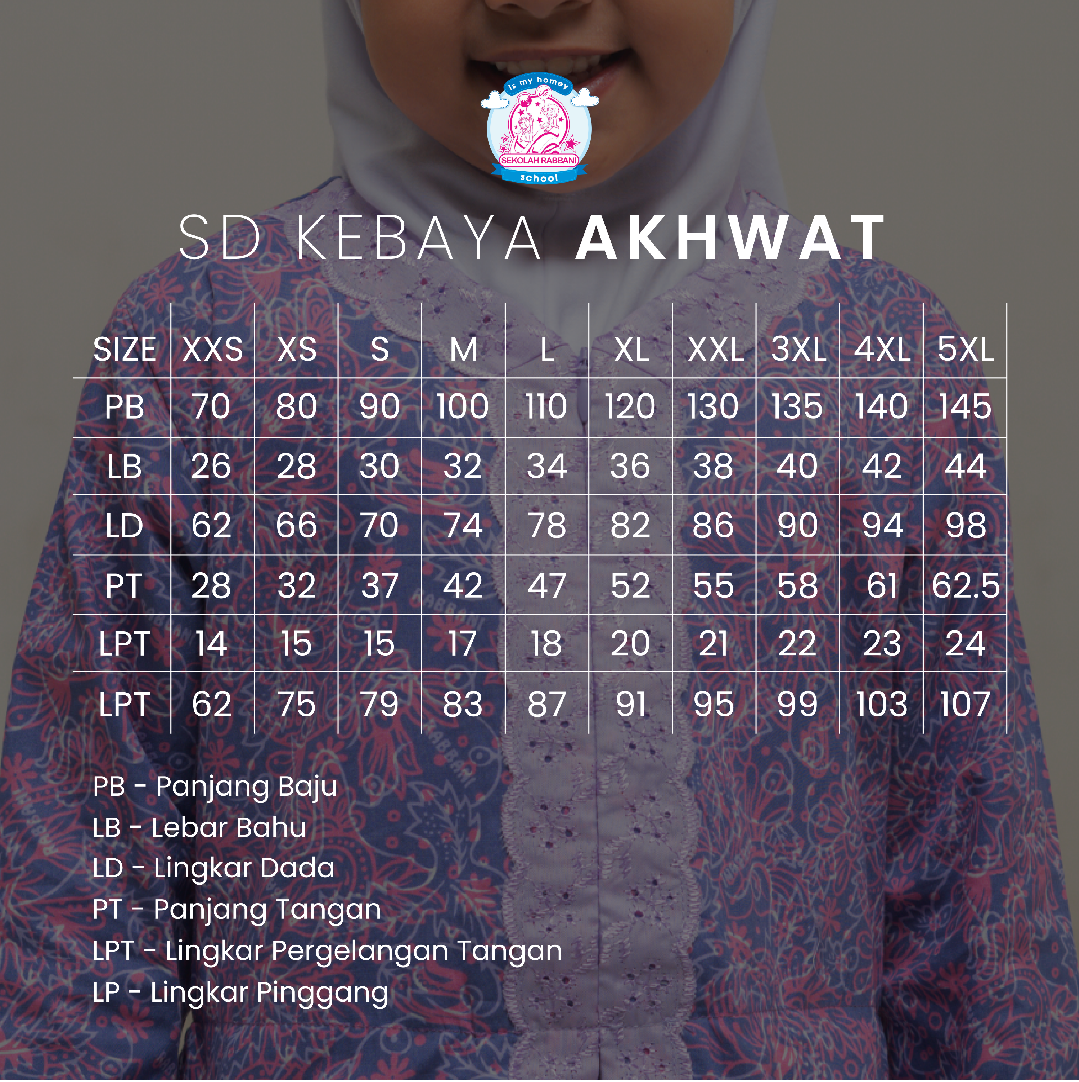 is my homey
SEKOLAH RABBANI
school
SD KEBAYA AKHWAT
SIZE XXS XS S M L XL XXL 3XL 4XL 5XL
PB 70 80 90 100 110 120 130 135 140 145
LB 26 28 30 32 34 36 38 40 42 44
LD 62 66 70 74 78 82 86 90 94 98
PT 28 32 37 42 47 52 55 58 61 62.5
LPT 14 15 15 17 18 20 21 22 23 24
LPT 62 75 79 83 87 91 95 99 103 107
PB - Panjang Baju
LB - Lebar Bahu
LD - Lingkar Dada
PT - Panjang Tangan
LPT - Lingkar Pergelangan Tangan
LP - Lingkar Pinggang